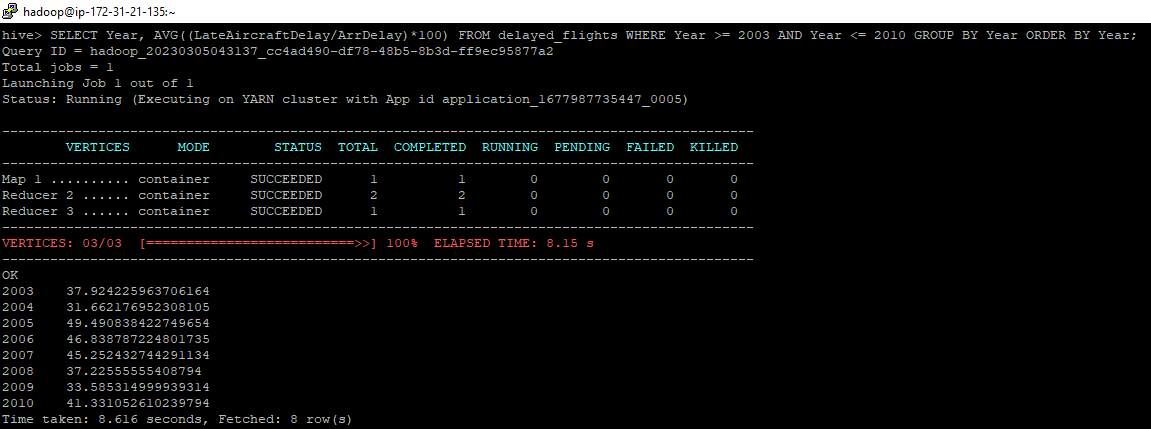 hadoop@ip-172-31-21-135:~
hive> SELECT Year, AVG((LateAircraftDelay/ArrDelay)*100) FROM delayed_flights WHERE Year >= 2003 AND Year <= 2010 GROUP BY Year ORDER BY Year;
Query ID = hadoop_20230305043137_cc4ad490-df78-48b5-8b3d-ff9ec95877a2
Total jobs = 1
Launching Job 1 out of 1
Status: Running (Executing on YARN cluster with App id application_1677987735447_0005)
----------------------------------------------------------------------------------------------
        VERTICES      MODE        STATUS  TOTAL  COMPLETED  RUNNING  PENDING  FAILED  KILLED
----------------------------------------------------------------------------------------------
Map 1 .......... container     SUCCEEDED      1          1        0        0       0       0
Reducer 2 ...... container     SUCCEEDED      2          2        0        0       0       0
Reducer 3 ...... container     SUCCEEDED      1          1        0        0       0       0
----------------------------------------------------------------------------------------------
VERTICES: 03/03  [==========================>>] 100%  ELAPSED TIME: 8.15 s
----------------------------------------------------------------------------------------------
OK
2003    37.924225963706164
2004    31.662176952308105
2005    49.490838422749654
2006    46.838787224801735
2007    45.252432744291134
2008    37.22555555408794
2009    33.585314999939314
2010    41.331052610239794
Time taken: 8.616 seconds, Fetched: 8 row(s)